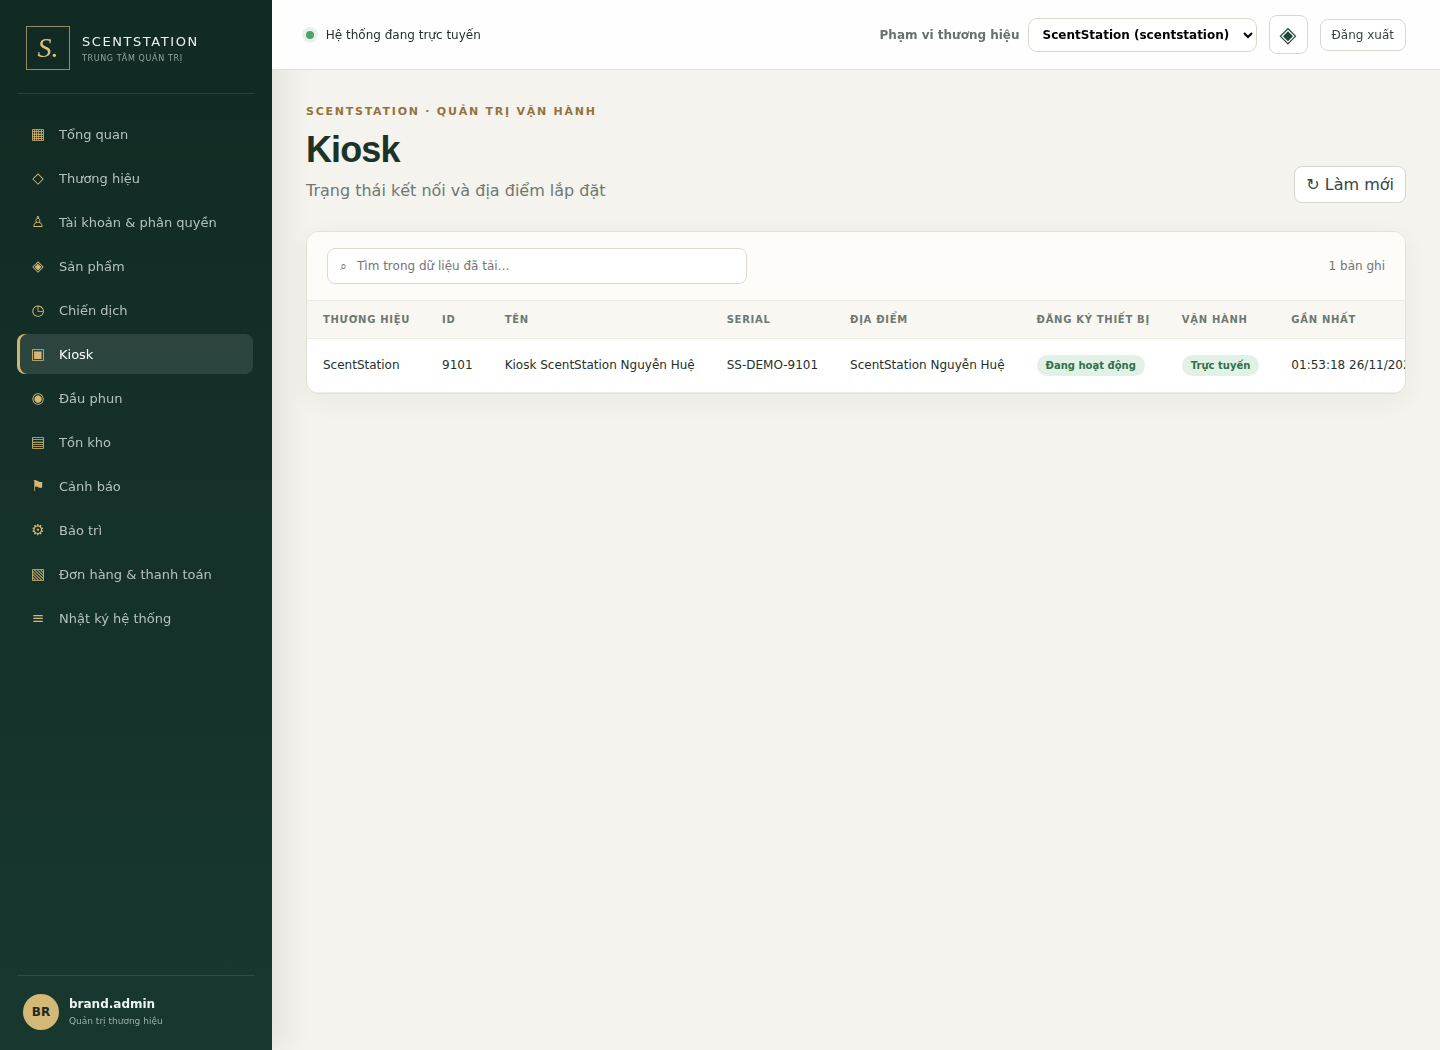 S.
SCENTSTATION
TRUNG TÂM QUẢN TRỊ
Tổng quan
Thương hiệu
Tài khoản & phân quyền
Sản phẩm
Chiến dịch
Kiosk
Đầu phun
Tồn kho
Cảnh báo
Bảo trì
Đơn hàng & thanh toán
Nhật ký hệ thống
BR
brand.admin
Quản trị thương hiệu
Hệ thống đang trực tuyến
Phạm vi thương hiệu
ScentStation (scentstation)
Đăng xuất
SCENTSTATION · QUẢN TRỊ VẬN HÀNH
Kiosk
Trạng thái kết nối và địa điểm lắp đặt
↻ Làm mới
Tìm trong dữ liệu đã tải...
1 bản ghi
THƯƠNG HIỆU ID TÊN SERIAL ĐỊA ĐIỂM ĐĂNG KÝ THIẾT BỊ VẬN HÀNH GẦN NHẤT
ScentStation 9101 Kiosk ScentStation Nguyễn Huệ SS-DEMO-9101 ScentStation Nguyễn Huệ Đang hoạt động Trực tuyến 01:53:18